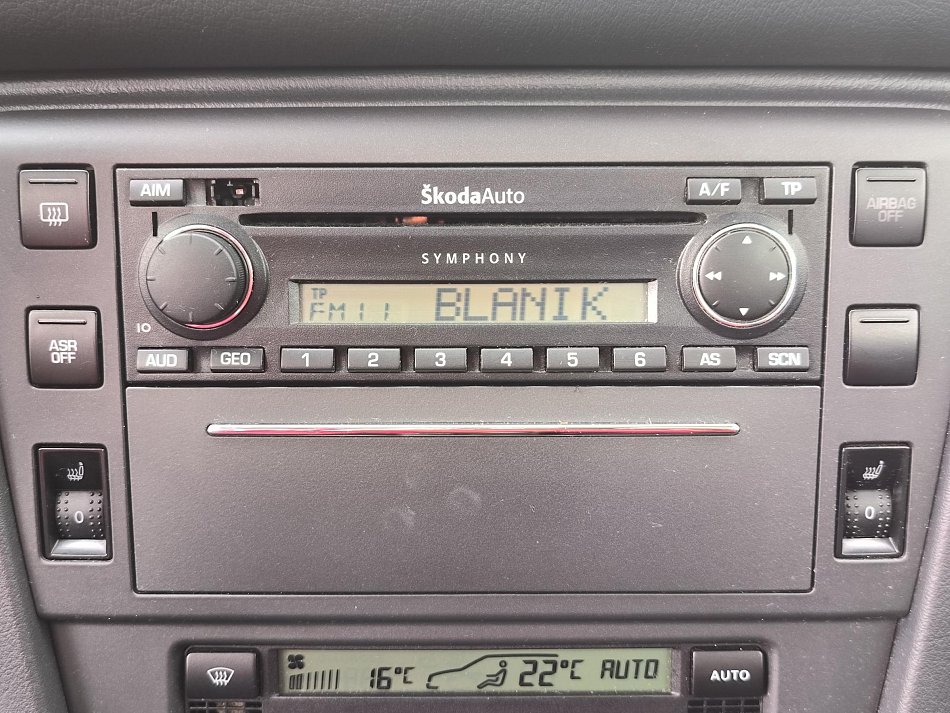 AIM
ŠkodaAuto
A/F TP
AIRBAG
OFF
SYMPHONY
TP
FM11 BLANIK
IO
ASR
OFF
AUD GEO 1 2 3 4 5 6 AS SCN
0
0
16°C 22°C AUTO
AUTO